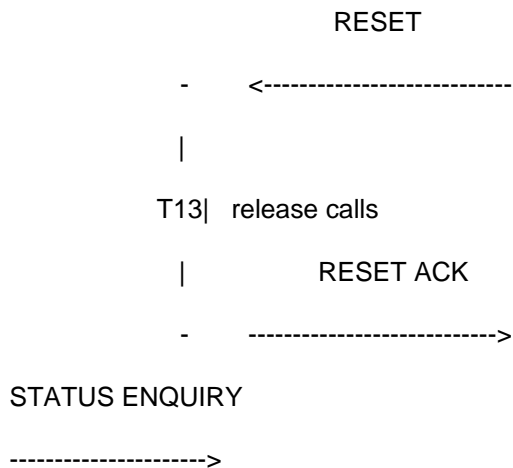 RESET
- <----------------------------
|
T13| release calls
| RESET ACK
- ---------------------------->
STATUS ENQUIRY
---------------------->